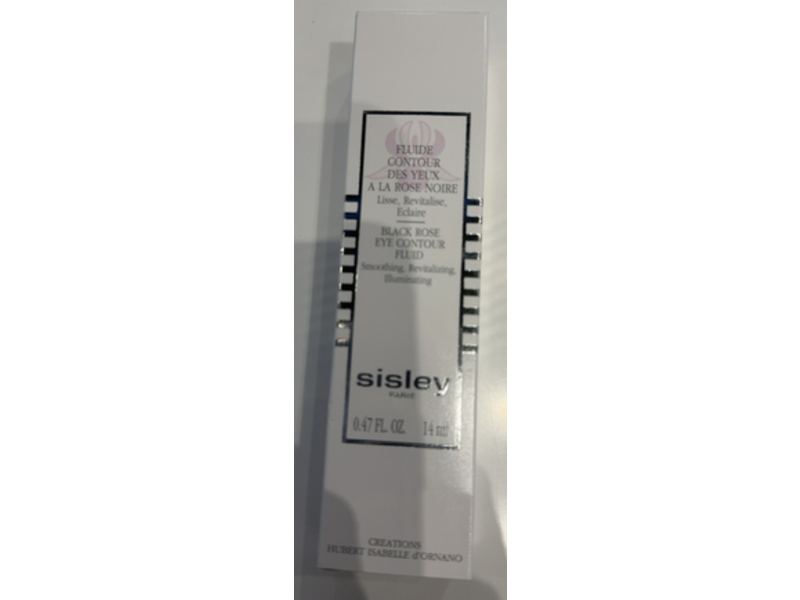 FLUIDE
CONTOUR
DES YEUX
A LA ROSE NOIRE
Lisse, Revitalise,
Eclaire
BLACK ROSE
EYE CONTOUR
FLUID
Smoothing, Revitalizing,
Illuminating
sisley
PARIS
0.47 FL. OZ. 14 ml
CREATIONS
HUBERT ISABELLE d'ORNANO